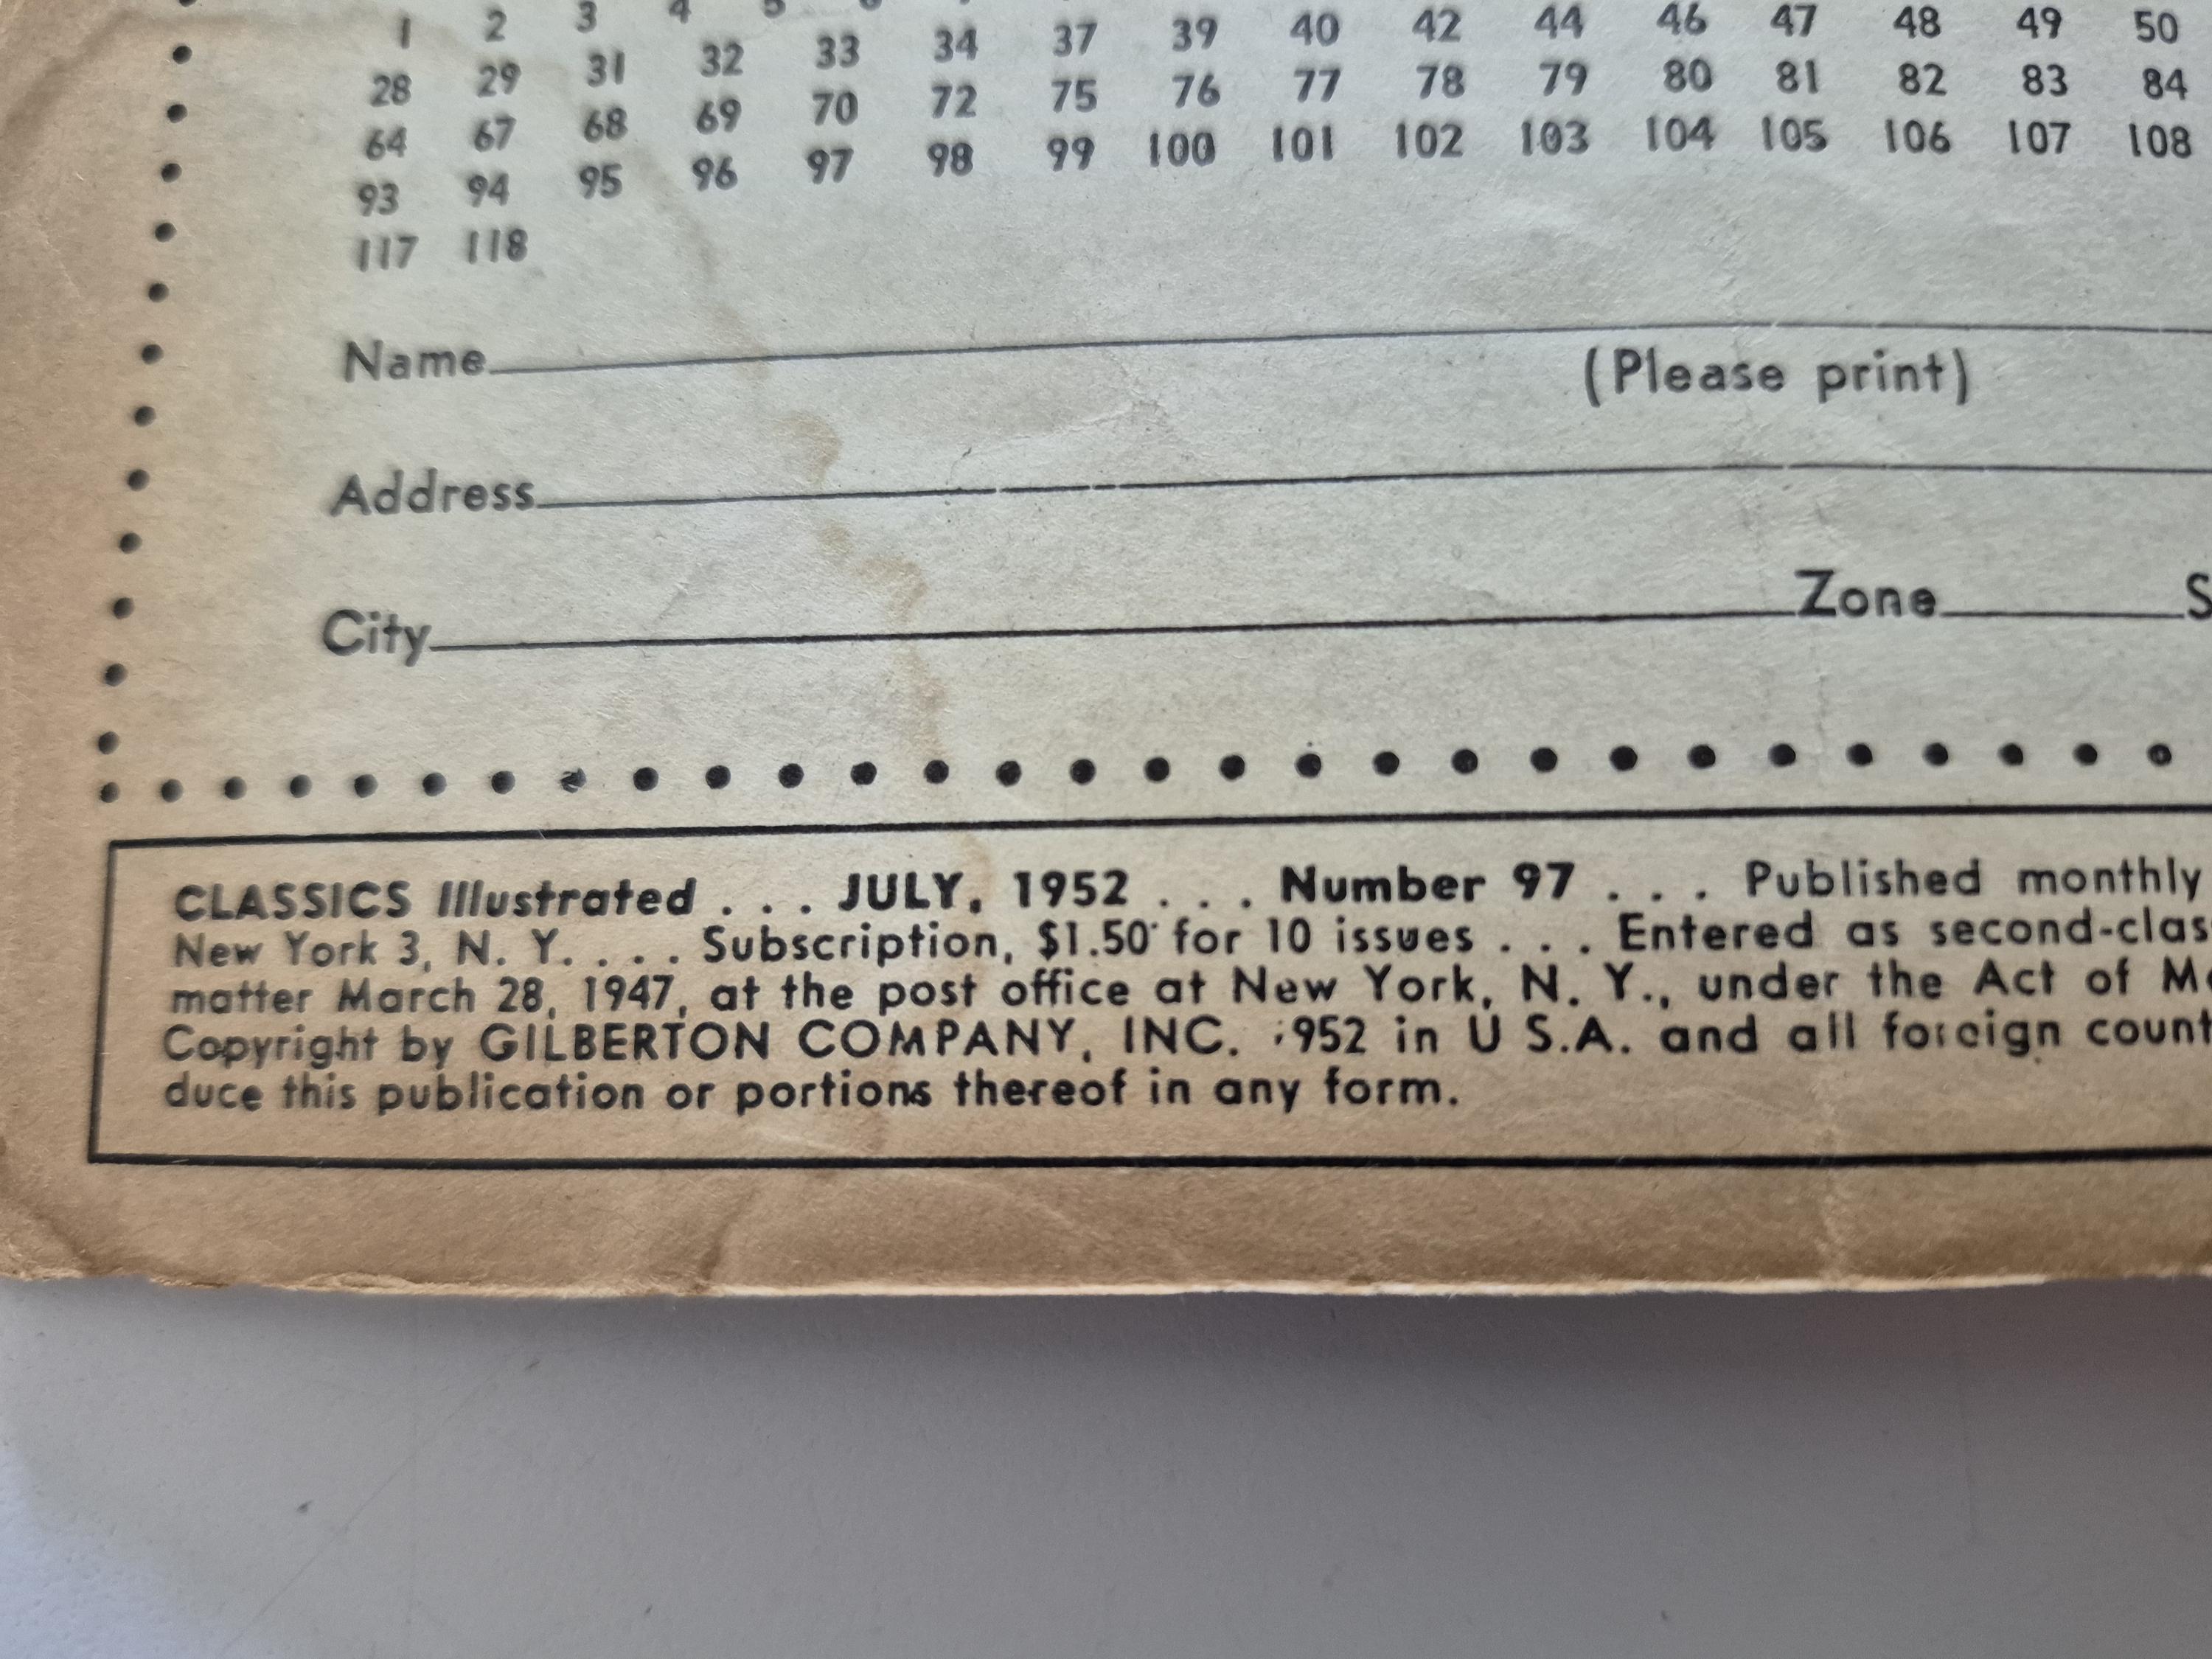 1 2 3 4 5
28 29 31 32 33 34 37 39 40 42 44 46 47 48 49 50
64 67 68 69 70 72 75 76 77 78 79 80 81 82 83 84
93 94 95 96 97 98 99 100 101 102 103 104 105 106 107 108
117 118
Name
(Please print)
Address
City Zone S
CLASSICS Illustrated . . . JULY, 1952 . . . Number 97 . . . Published monthly
New York 3, N. Y. . . . Subscription, $1.50 for 10 issues . . . Entered as second-clas
matter March 28, 1947, at the post office at New York, N. Y., under the Act of M
Copyright by GILBERTON COMPANY, INC. 1952 in U S.A. and all foreign count
duce this publication or portions thereof in any form.